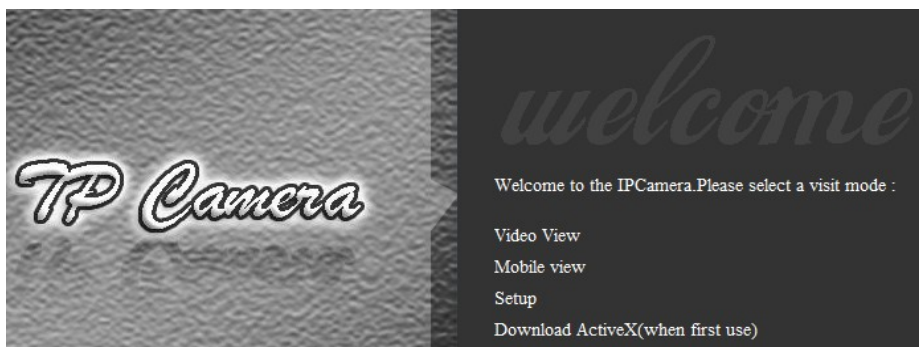 IP Camera
welcome
Welcome to the IPCamera.Please select a visit mode :
Video View
Mobile view
Setup
Download ActiveX(when first use)